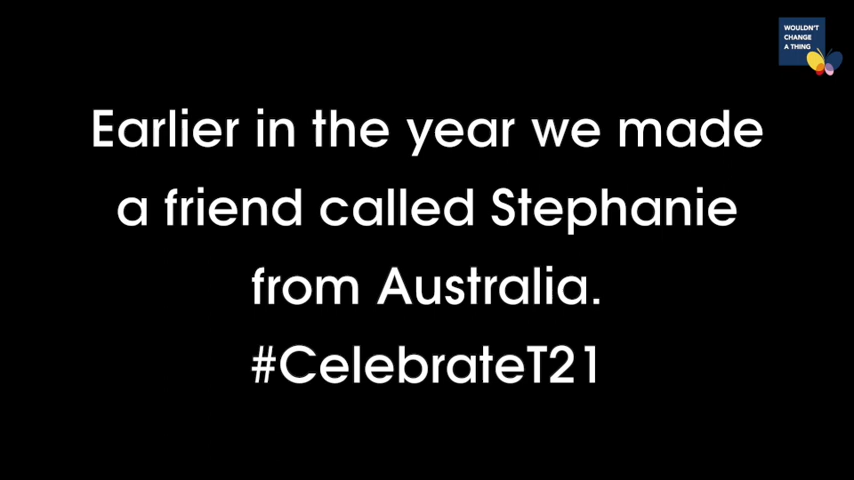 WOULDN'T
CHANGE
A THING
Earlier in the year we made
a friend called Stephanie
from Australia.
#CelebrateT21